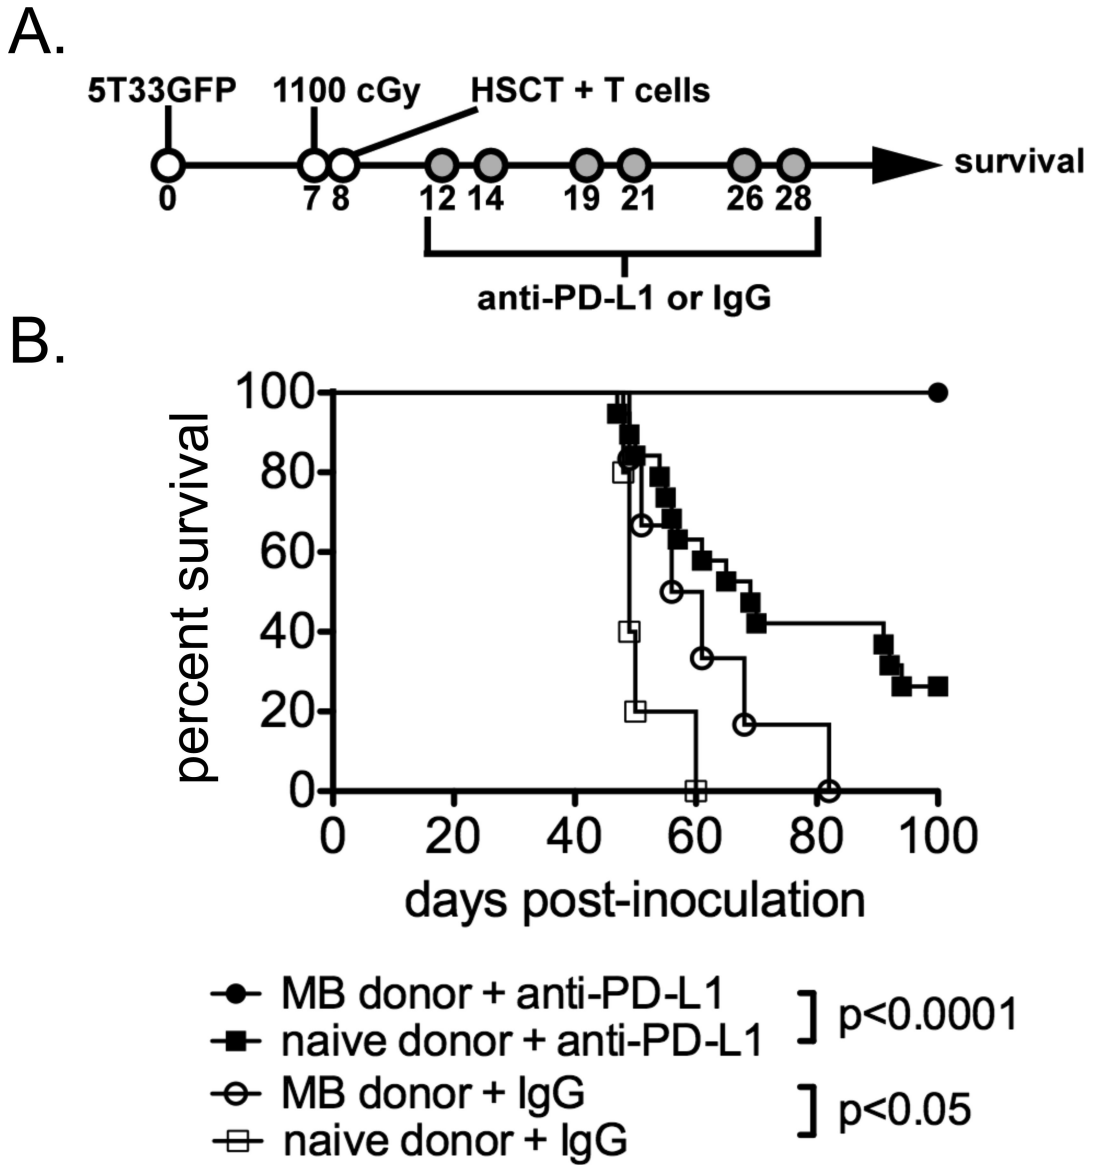 A.
5T33GFP 1100 cGy HSCT + T cells
survival
0 7 8 12 14 19 21 26 28
anti-PD-L1 or IgG
B.
percent survival
100
80
60
40
20
0
0 20 40 60 80 100
days post-inoculation
MB donor + anti-PD-L1
naive donor + anti-PD-L1
p<0.0001
MB donor + IgG
naive donor + IgG
p<0.05